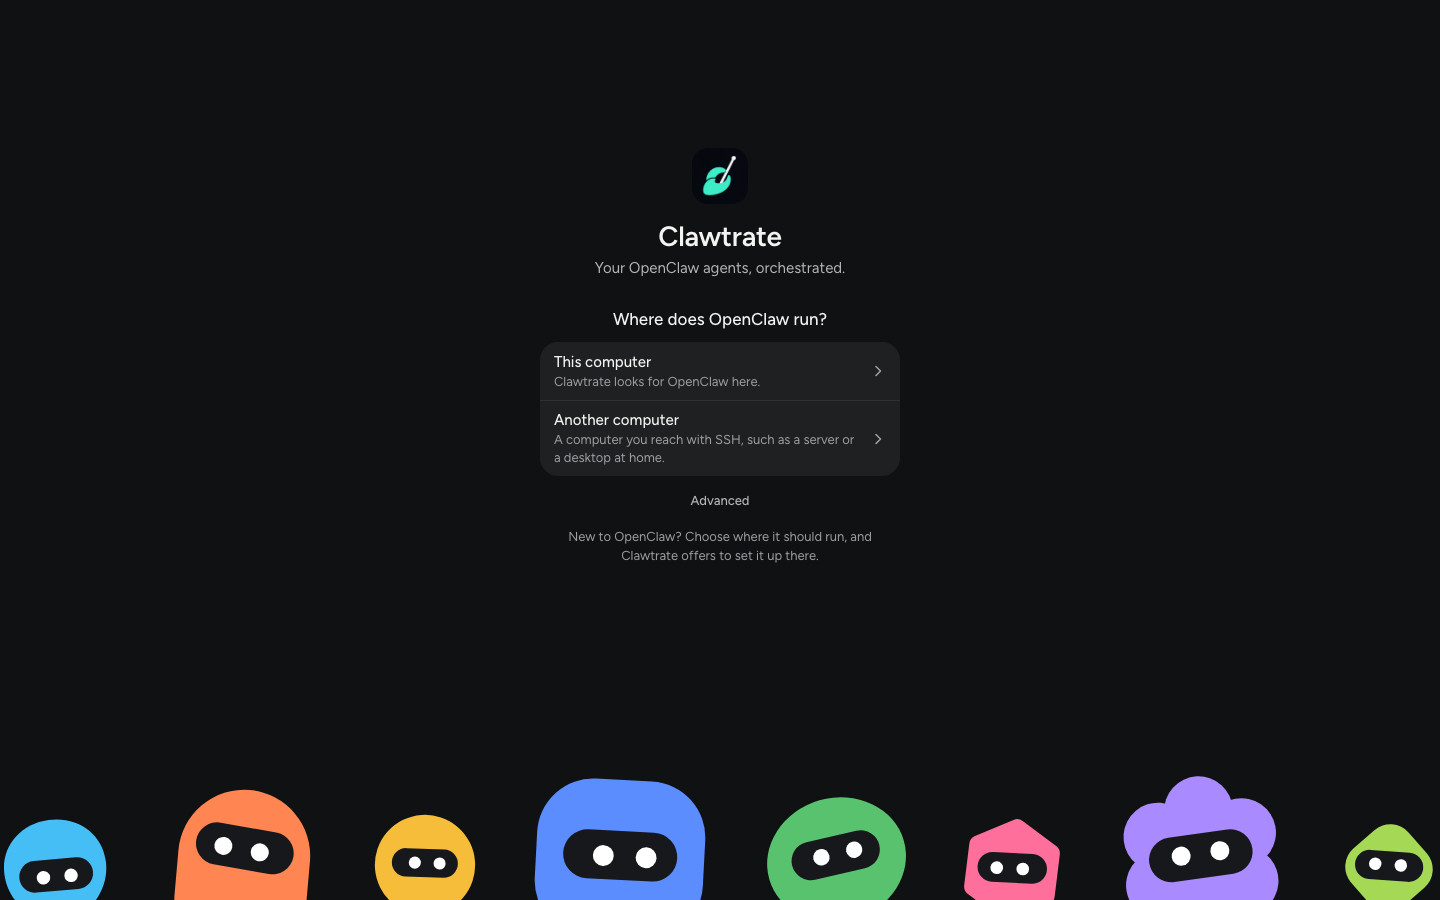 Clawtrate
Your OpenClaw agents, orchestrated.
Where does OpenClaw run?
This computer
Clawtrate looks for OpenClaw here.
Another computer
A computer you reach with SSH, such as a server or
a desktop at home.
Advanced
New to OpenClaw? Choose where it should run, and
Clawtrate offers to set it up there.